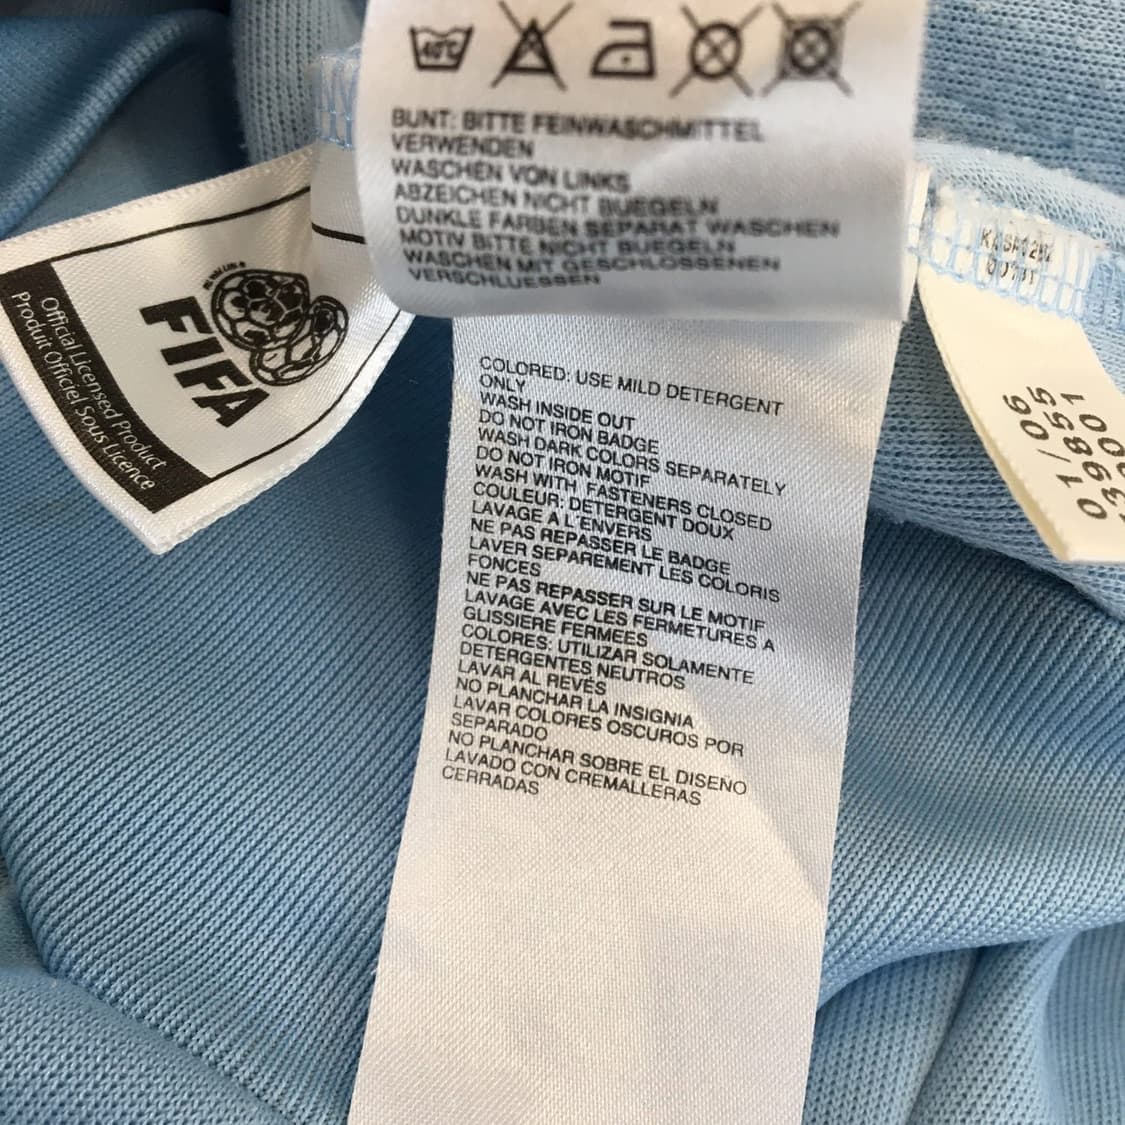 40°C
BUNT: BITTE FEINWASCHMITTEL
VERWENDEN
WASCHEN VON LINKS
ABZEICHEN NICHT BUEGELN
DUNKLE FARBEN SEPARAT WASCHEN
MOTIV BITTE NICHT BUEGELN
WASCHEN MIT GESCHLOSSENEN
VERSCHLUESSEN
FIFA
Official Licensed Product
Produit Officiel Sous Licence
COLORED: USE MILD DETERGENT
ONLY
WASH INSIDE OUT
DO NOT IRON BADGE
WASH DARK COLORS SEPARATELY
DO NOT IRON MOTIF
WASH WITH FASTENERS CLOSED
COULEUR: DETERGENT DOUX
LAVAGE A L'ENVERS
NE PAS REPASSER LE BADGE
LAVER SEPAREMENT LES COLORIS
FONCES
NE PAS REPASSER SUR LE MOTIF
LAVAGE AVEC LES FERMETURES A
GLISSIERE FERMEES
COLORES: UTILIZAR SOLAMENTE
DETERGENTES NEUTROS
LAVAR AL REVÉS
NO PLANCHAR LA INSIGNIA
LAVAR COLORES OSCUROS POR
SEPARADO
NO PLANCHAR SOBRE EL DISEÑO
LAVADO CON CREMALLERAS
CERRADAS
01/06